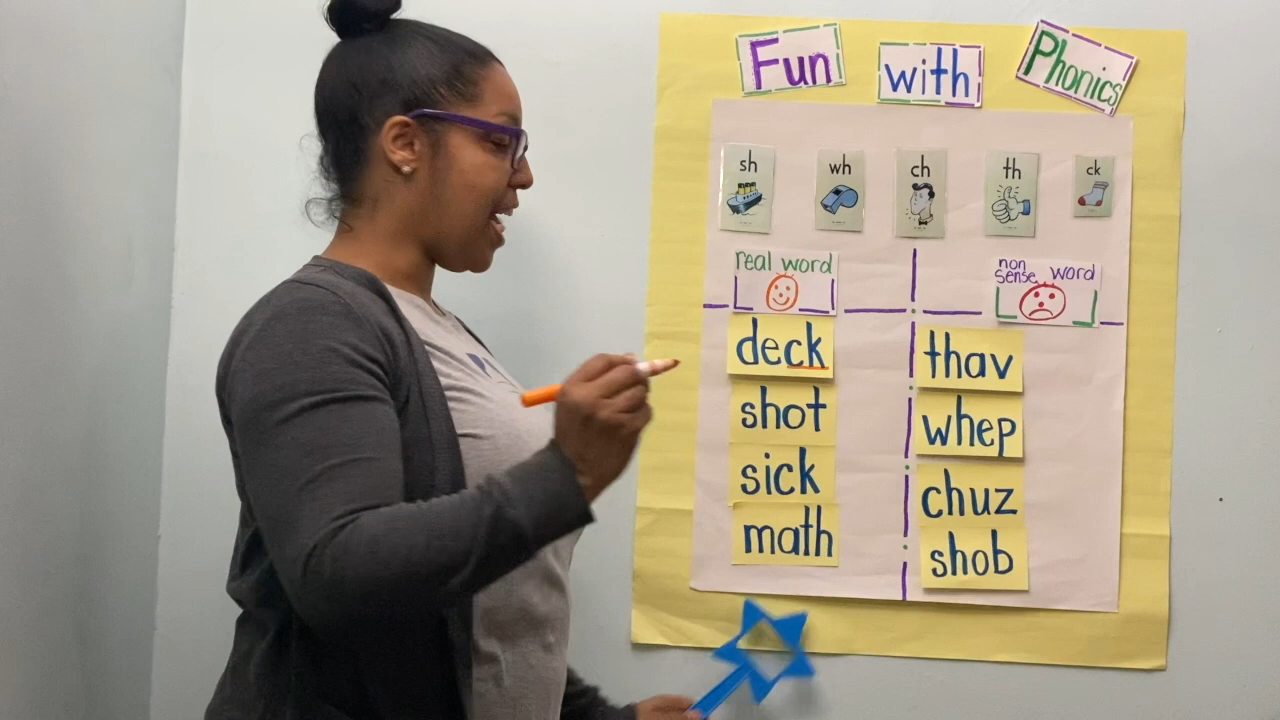 Fun with Phonics
sh wh ch th ck
real word
non
sense word
deck thav
shot whep
sick chuz
math shob